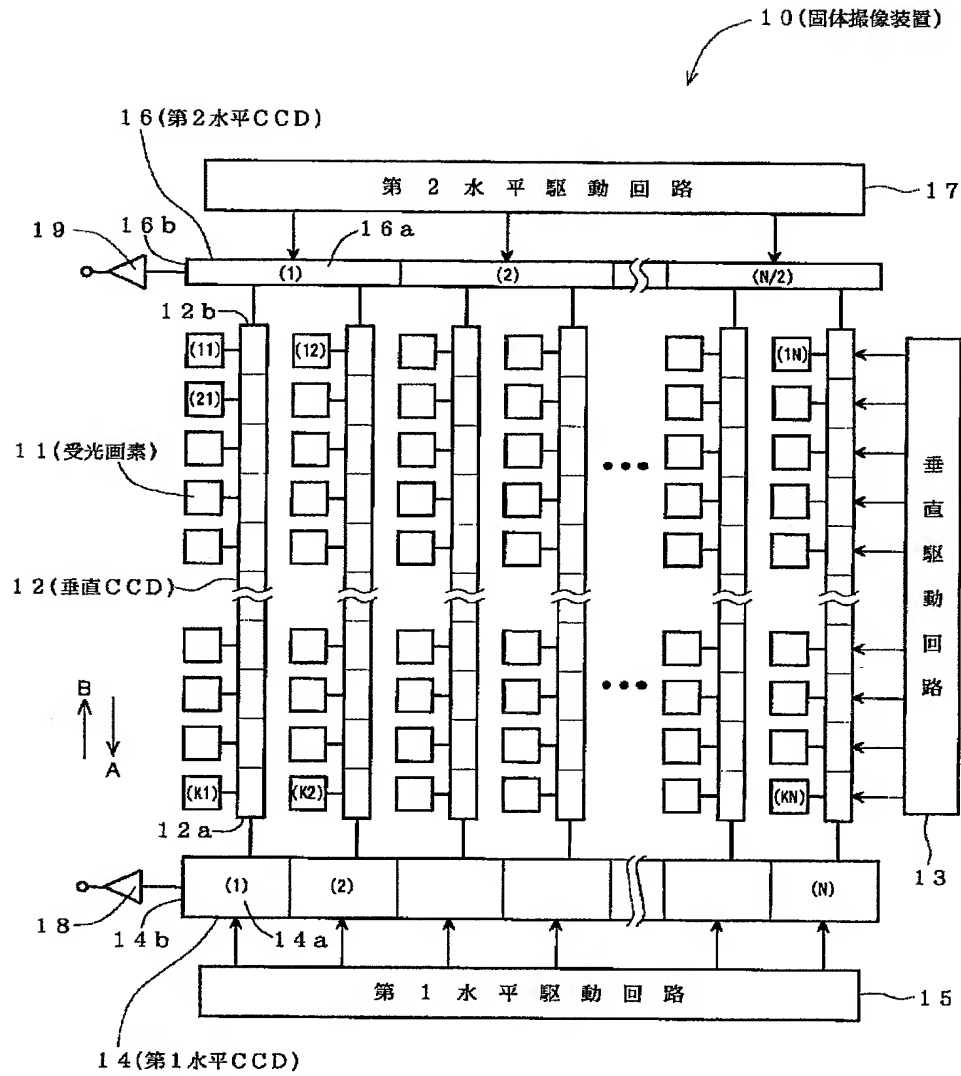 10(固体撮像装置)
16(第2水平CCD)
第2水平駆動回路
17
19
16b
16a
(1)
(2)
(N/2)
12b
(11)
(12)
(1N)
(21)
11(受光画素)
垂直駆動回路
12(垂直CCD)
B
A
(K1)
(K2)
(KN)
12a
13
(1)
(2)
(N)
18
14b
14a
第1水平駆動回路
15
14(第1水平CCD)